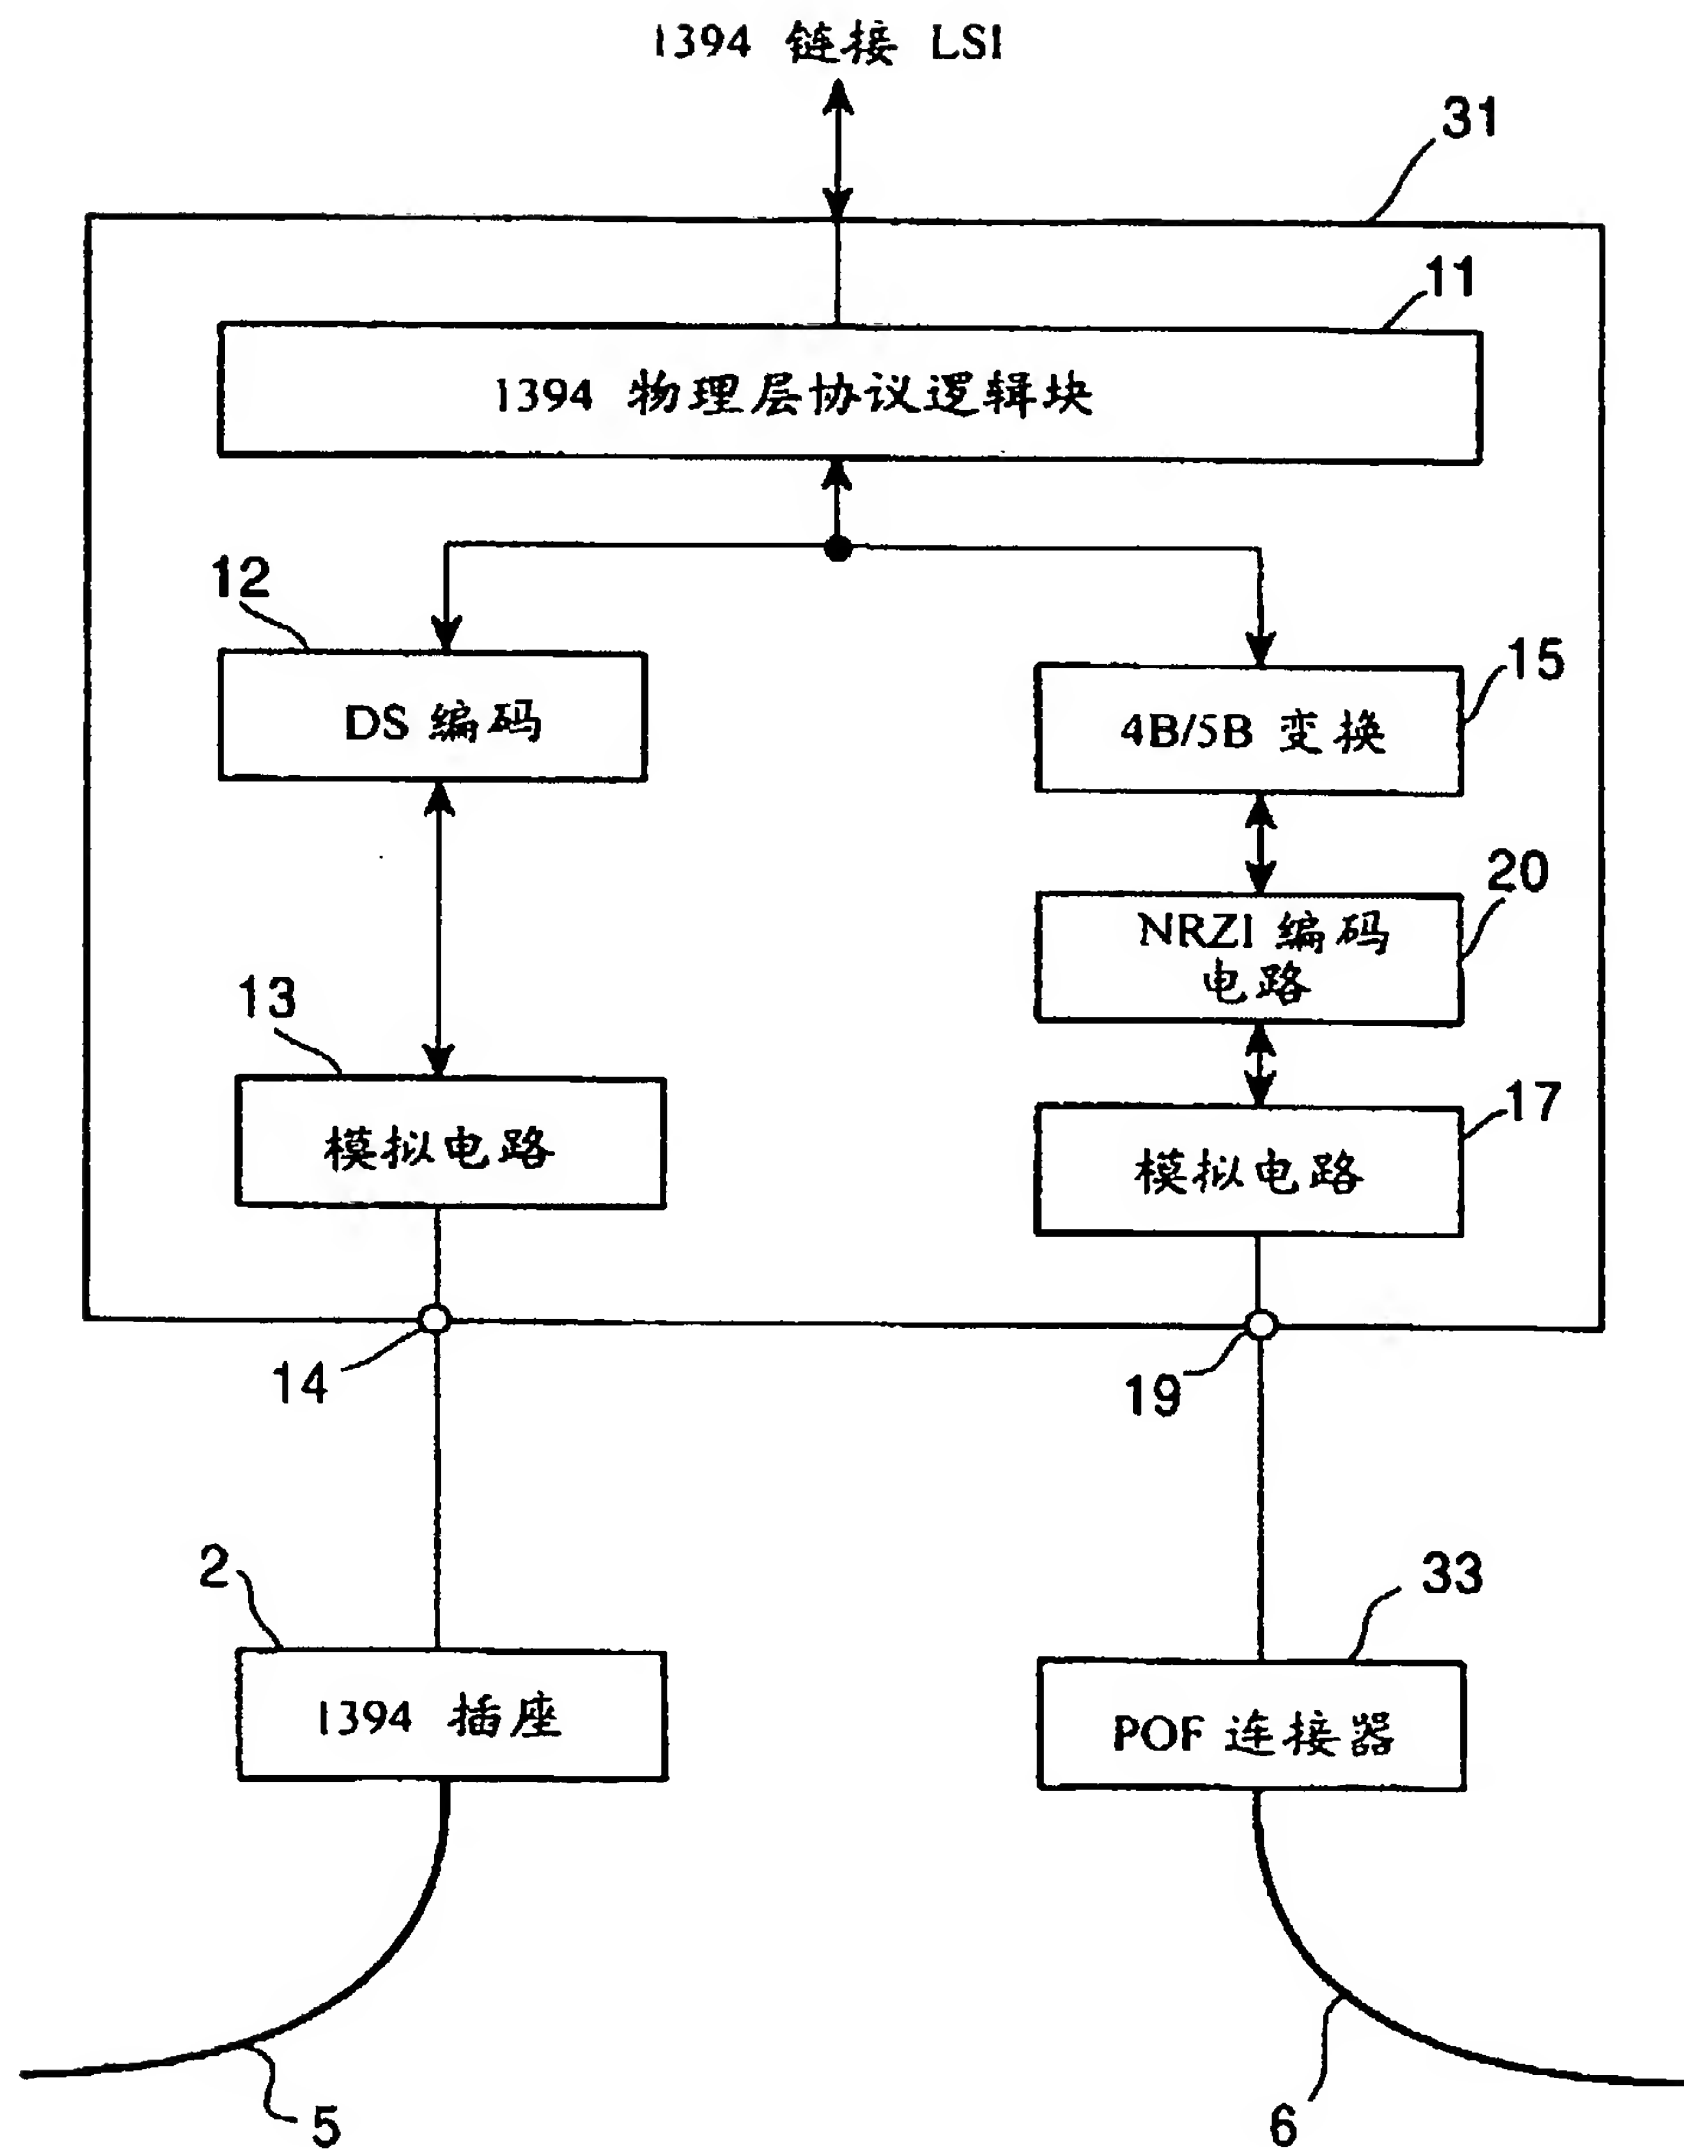 1394 链接 LSI
31
11
1394 物理层协议逻辑块
12
DS 编码
15
4B/5B 变换
20
NRZI 编码
电路
13
模拟电路
17
模拟电路
14
19
2
1394 插座
33
POF 连接器
5
6